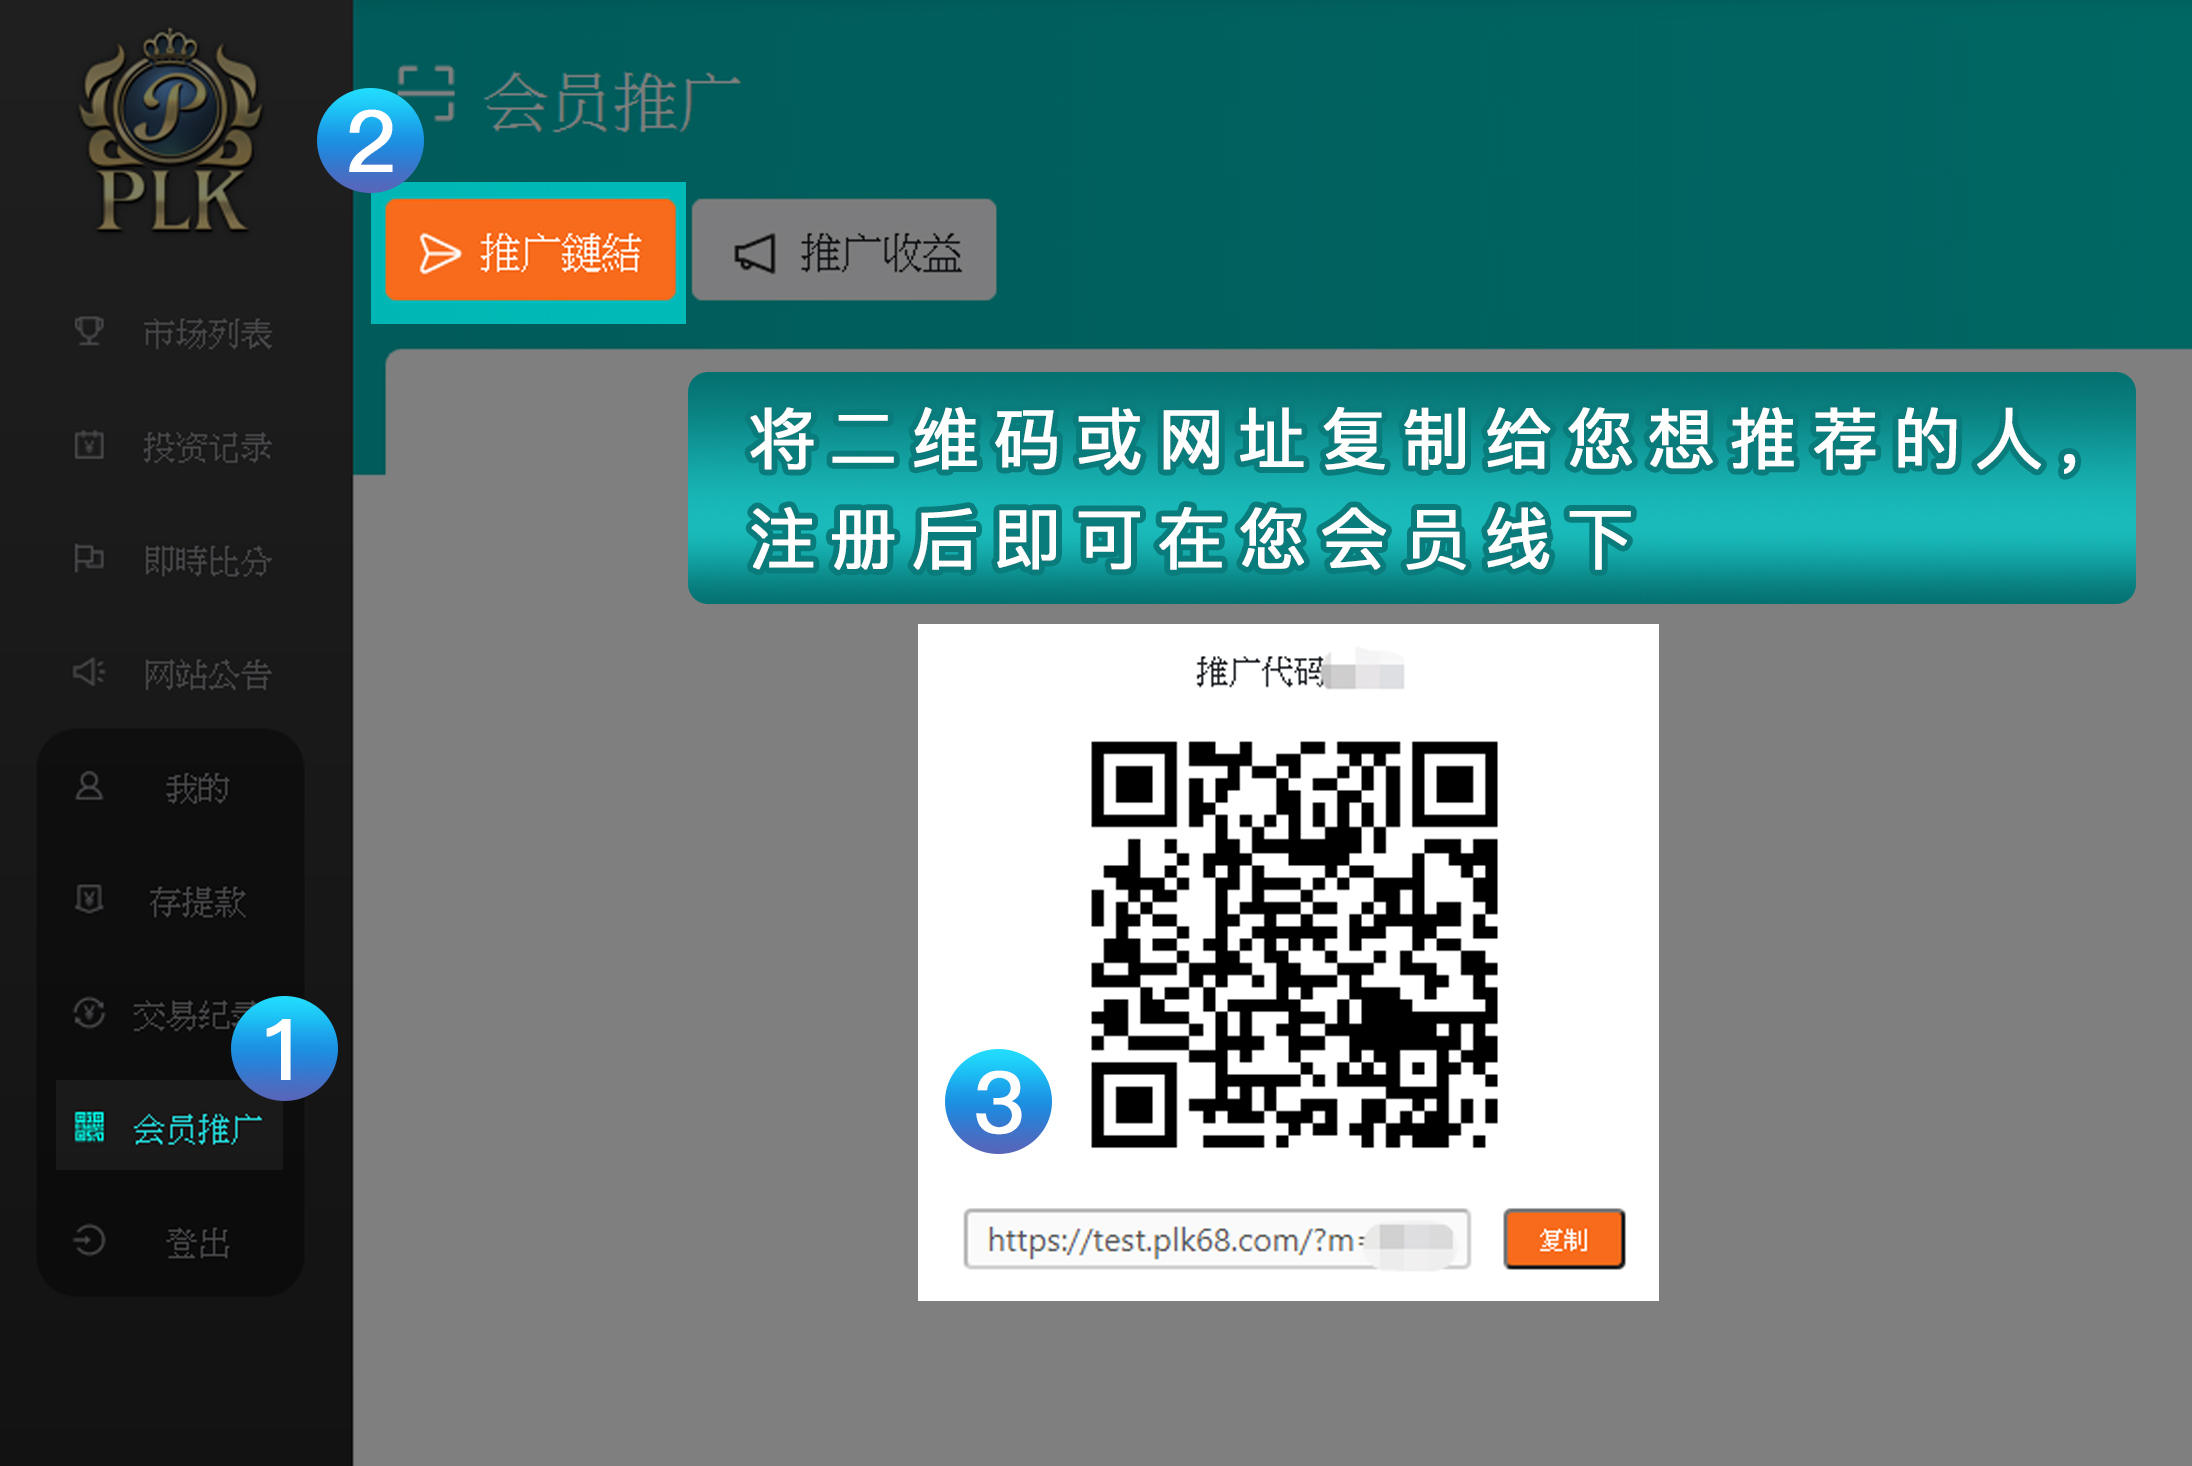 P
PLK
市场列表
投资记录
即時比分
网站公告
我的
存提款
交易纪录
1
会员推广
登出
2
会员推广
推广鏈結
推广收益
将二维码或网址复制给您想推荐的人，
注册后即可在您会员线下
推广代码
3
https://test.plk68.com/?m=
复制